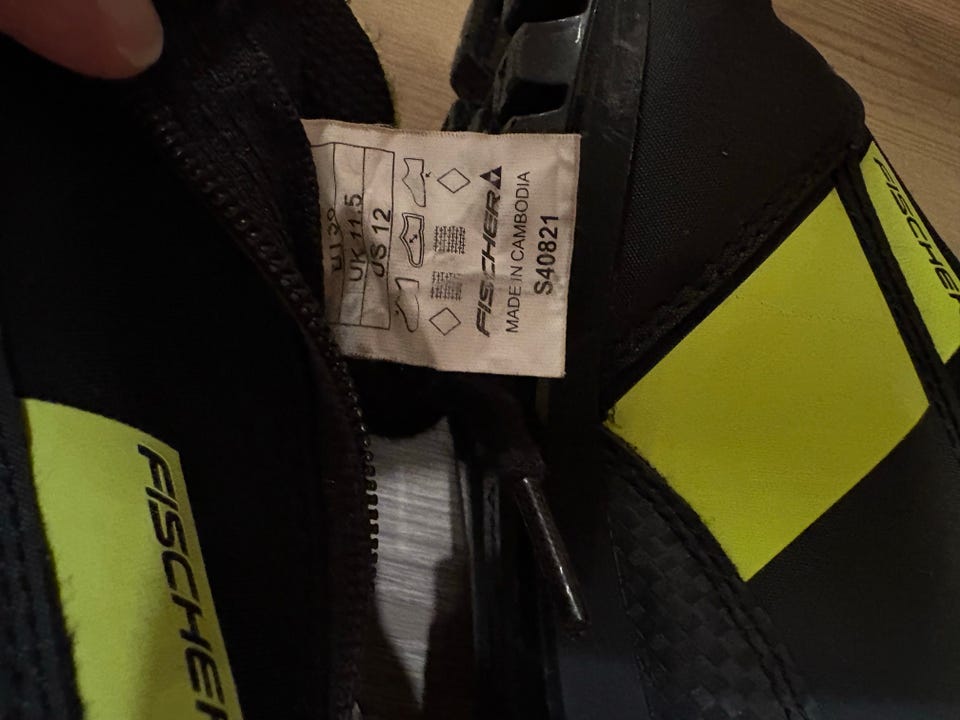 UK 11.5
US 12
FISCHER
MADE IN CAMBODIA
S40821
FISCHER
FISCHER